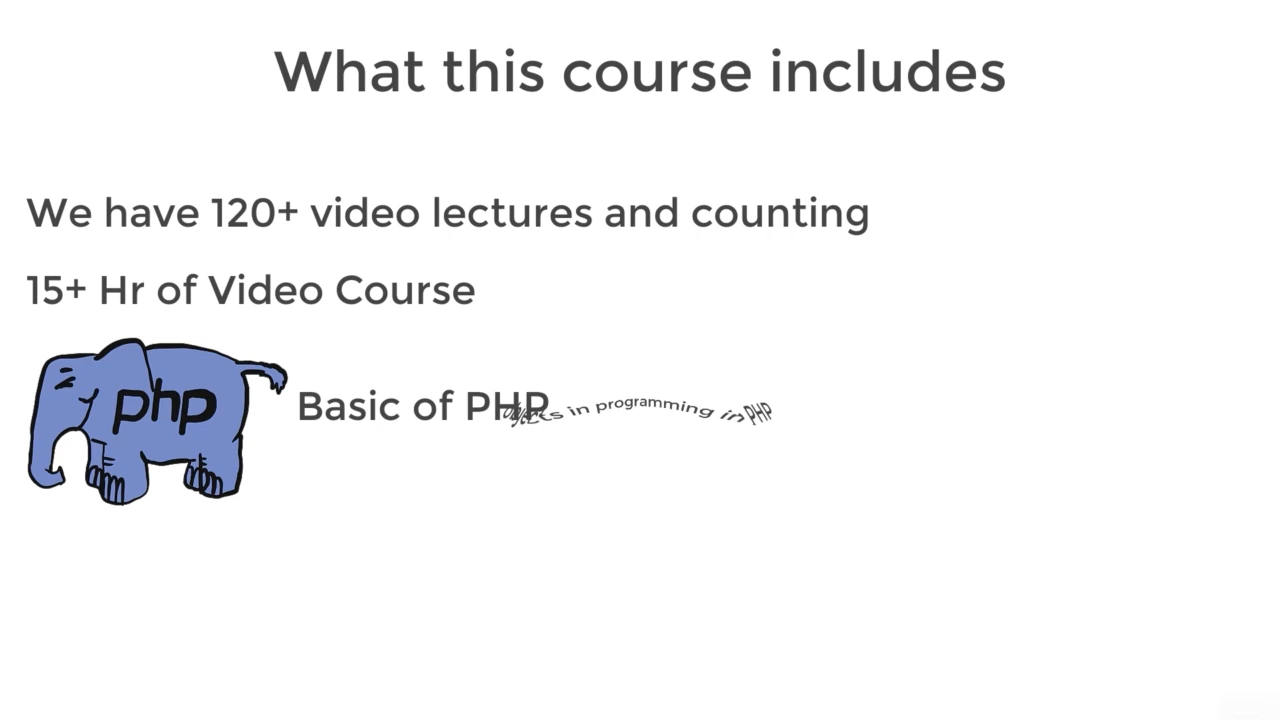 What this course includes
We have 120+ video lectures and counting
15+ Hr of Video Course
php
Basic of PHP
objects in programming in PHP